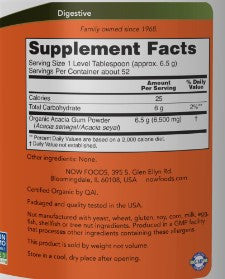 Digestive
Family owned since 1968.
Supplement Facts
Serving Size 1 Level Tablespoon (approx. 6.5 g)
Servings Per Container about 52
Amount Per Serving % Daily Value
Calories 25
Total Carbohydrate 6 g 2%**
Organic Acacia Gum Powder 6.5 g (6,500 mg) †
(Acacia senegal/Acacia seyal)
** Percent Daily Values are based on a 2,000 calorie diet.
† Daily Value not established.
Other ingredients: None.
NOW FOODS, 395 S. Glen Ellyn Rd.
Bloomingdale, IL 60108, USA nowfoods.com
Certified Organic by QAI.
Packaged and quality tested in the USA.
Not manufactured with yeast, wheat, gluten, soy, corn, milk, egg,
fish, shellfish or tree nut ingredients. Produced in a GMP facility
that processes other ingredients containing these allergens.
This product is sold by weight not volume.
Store in a cool, dry place after opening.